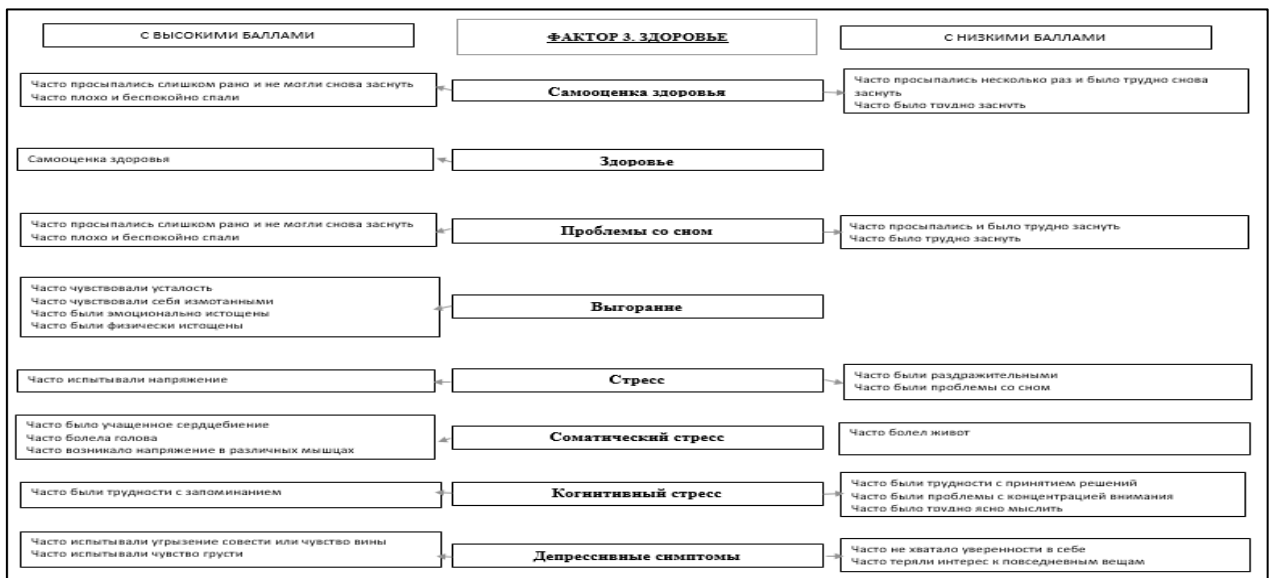 С ВЫСОКИМИ БАЛЛАМИ
ФАКТОР 3. ЗДОРОВЬЕ
С НИЗКИМИ БАЛЛАМИ
Часто просыпались слишком рано и не могли снова заснуть
Часто плохо и беспокойно спали
Самооценка здоровья
Часто просыпались несколько раз и было трудно снова
заснуть
Часто было трудно заснуть
Самооценка здоровья
Здоровье
Часто просыпались слишком рано и не могли снова заснуть
Часто плохо и беспокойно спали
Проблемы со сном
Часто просыпались и было трудно заснуть
Часто было трудно заснуть
Часто чувствовали усталость
Часто чувствовали себя измотанными
Часто были эмоционально истощены
Часто были физически истощены
Выгорание
Часто испытывали напряжение
Стресс
Часто были раздражительными
Часто были проблемы со сном
Часто было учащенное сердцебиение
Часто болела голова
Часто возникало напряжение в различных мышцах
Соматический стресс
Часто болел живот
Часто были трудности с запоминанием
Когнитивный стресс
Часто были трудности с принятием решений
Часто были проблемы с концентрацией внимания
Часто было трудно ясно мыслить
Часто испытывали угрызение совести или чувство вины
Часто испытывали чувство грусти
Депрессивные симптомы
Часто не хватало уверенности в себе
Часто теряли интерес к повседневным вещам